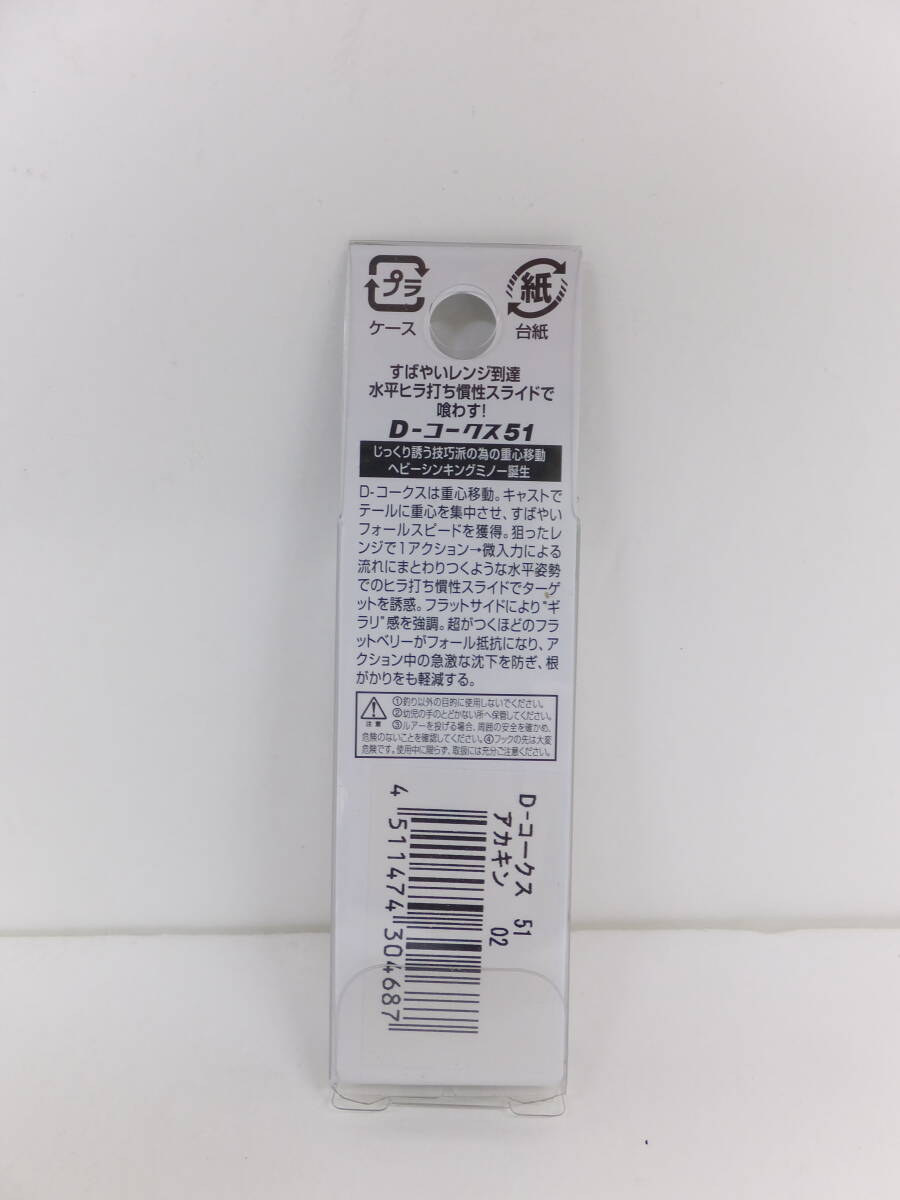 プラ
ケース
紙
台紙
すばやいレンジ到達
水平ヒラ打ち慣性スライドで
喰わす!
D-コークス51
じっくり誘う技巧派の為の重心移動
ヘビーシンキングミノー誕生
D-コークスは重心移動。キャストで
テールに重心を集中させ、すばやい
フォールスピードを獲得。狙ったレ
ンジで1アクション→微入力による
流れにまとわりつくような水平姿勢
でのヒラ打ち慣性スライドでターゲ
ットを誘惑。フラットサイドにより"ギ
ラリ"感を強調。超がつくほどのフラ
ットベリーがフォール抵抗になり、ア
クション中の急激な沈下を防ぎ、根
がかりをも軽減する。
注意
①釣り以外の目的に使用しないでください。
②幼児の手のとどかない所へ保管してください。
③ルアーを投げる場合、周囲の安全を確かめ、
危険のないことを確認してください。④フックの先は大変
危険です。使用中に限らず、取扱には充分ご注意ください。
D-コークス 51
アカキン 02
4 511474 304687